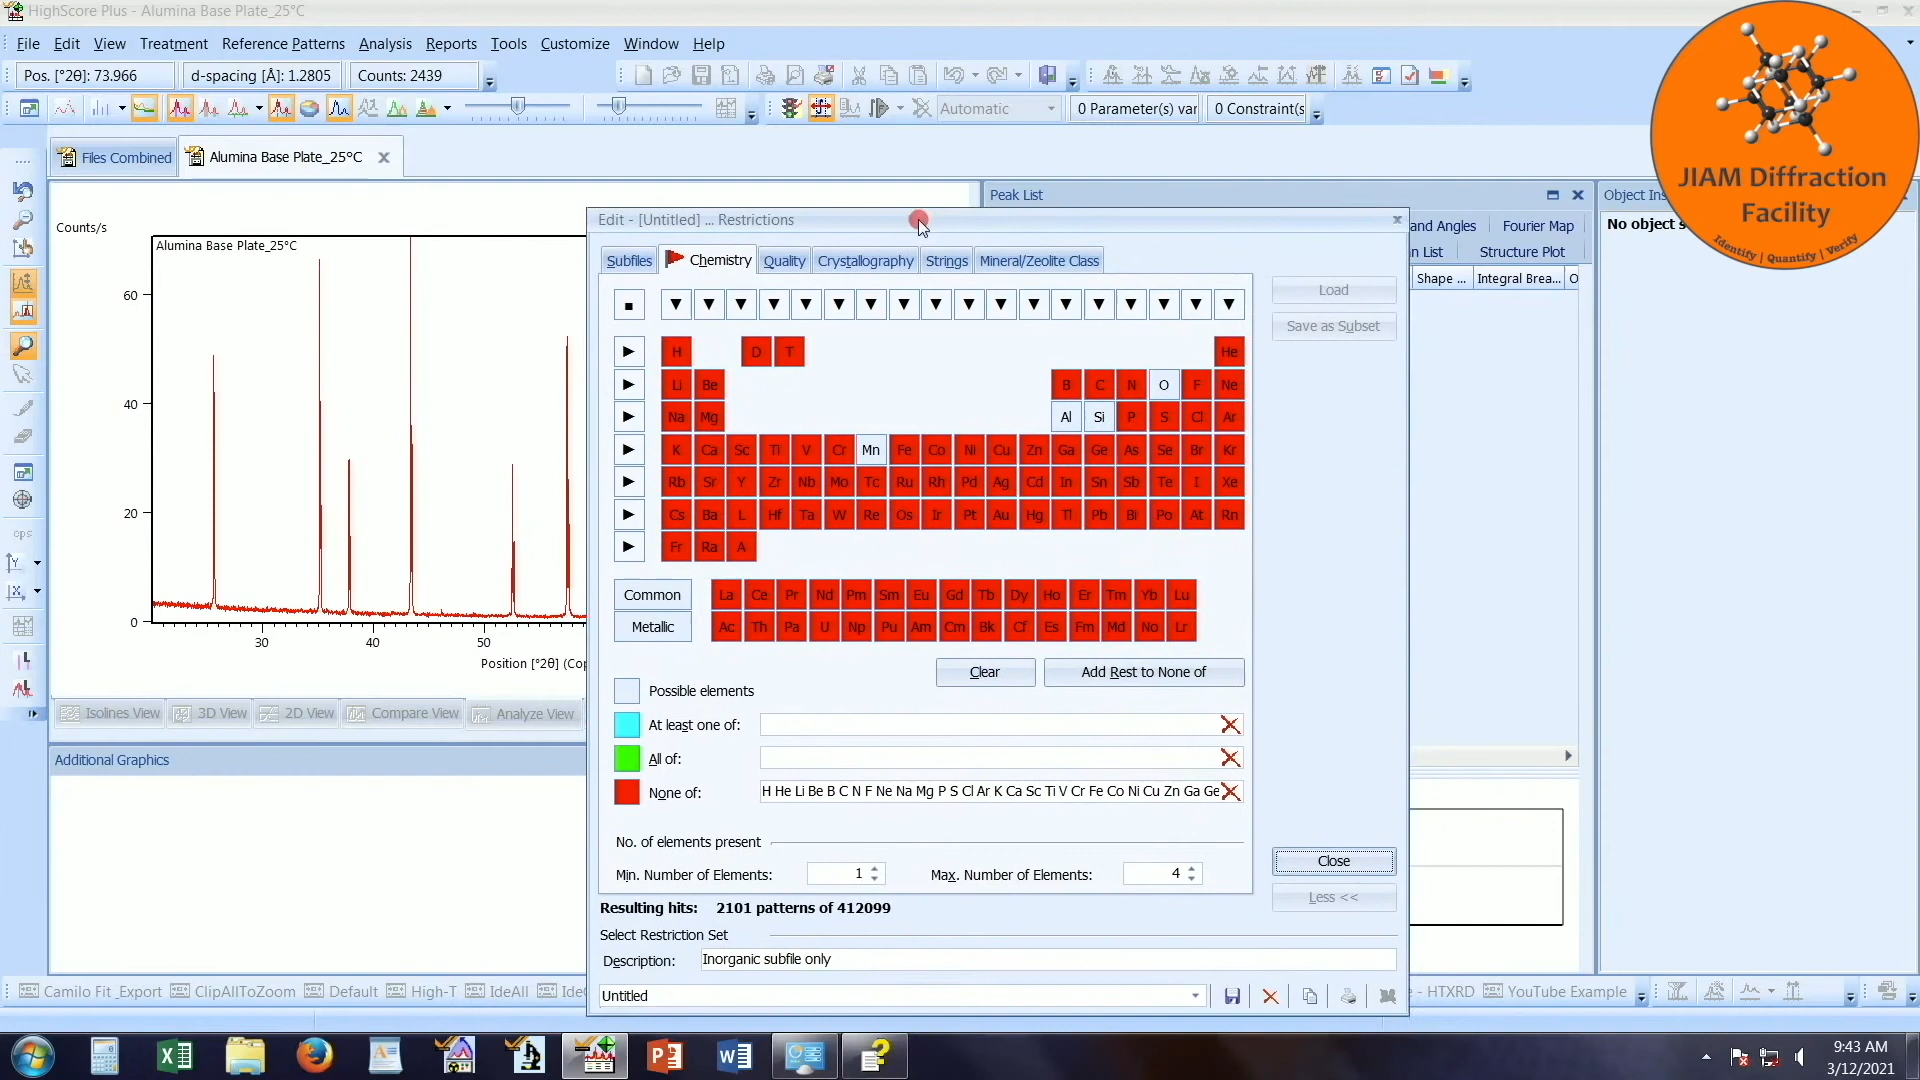 HighScore Plus - Alumina Base Plate_25°C
File Edit View Treatment Reference Patterns Analysis Reports Tools Customize Window Help
Pos. [°2θ]: 73.966 d-spacing [Å]: 1.2805 Counts: 2439
Automatic 0 Parameter(s) var 0 Constraint(s
Files Combined Alumina Base Plate_25°C
JIAM Diffraction
Facility
Identify | Quantify | Verify
Peak List
Object Ins
No object s
and Angles Fourier Map
n List Structure Plot
Shape ... Integral Brea... O
Counts/s
Alumina Base Plate_25°C
60
40
20
0
30 40 50
Position [°2θ] (Cop
Isolines View 3D View 2D View Compare View Analyze View
Additional Graphics
Edit - [Untitled] ... Restrictions
Subfiles Chemistry Quality Crystallography Strings Mineral/Zeolite Class
H D T He
Li Be B C N O F Ne
Na Mg Al Si P S Cl Ar
K Ca Sc Ti V Cr Mn Fe Co Ni Cu Zn Ga Ge As Se Br Kr
Rb Sr Y Zr Nb Mo Tc Ru Rh Pd Ag Cd In Sn Sb Te I Xe
Cs Ba L Hf Ta W Re Os Ir Pt Au Hg Tl Pb Bi Po At Rn
Fr Ra A
Common La Ce Pr Nd Pm Sm Eu Gd Tb Dy Ho Er Tm Yb Lu
Metallic Ac Th Pa U Np Pu Am Cm Bk Cf Es Fm Md No Lr
Clear Add Rest to None of
Possible elements
At least one of:
All of:
None of: H He Li Be B C N F Ne Na Mg P S Cl Ar K Ca Sc Ti V Cr Fe Co Ni Cu Zn Ga Ge
No. of elements present
Min. Number of Elements: 1 Max. Number of Elements: 4
Load
Save as Subset
Close
Less <<
Resulting hits: 2101 patterns of 412099
Select Restriction Set
Description: Inorganic subfile only
Untitled
Camilo Fit _Export ClipAllToZoom Default High-T IdeAll IdeC
e - HTXRD YouTube Example
cps
9:43 AM
3/12/2021